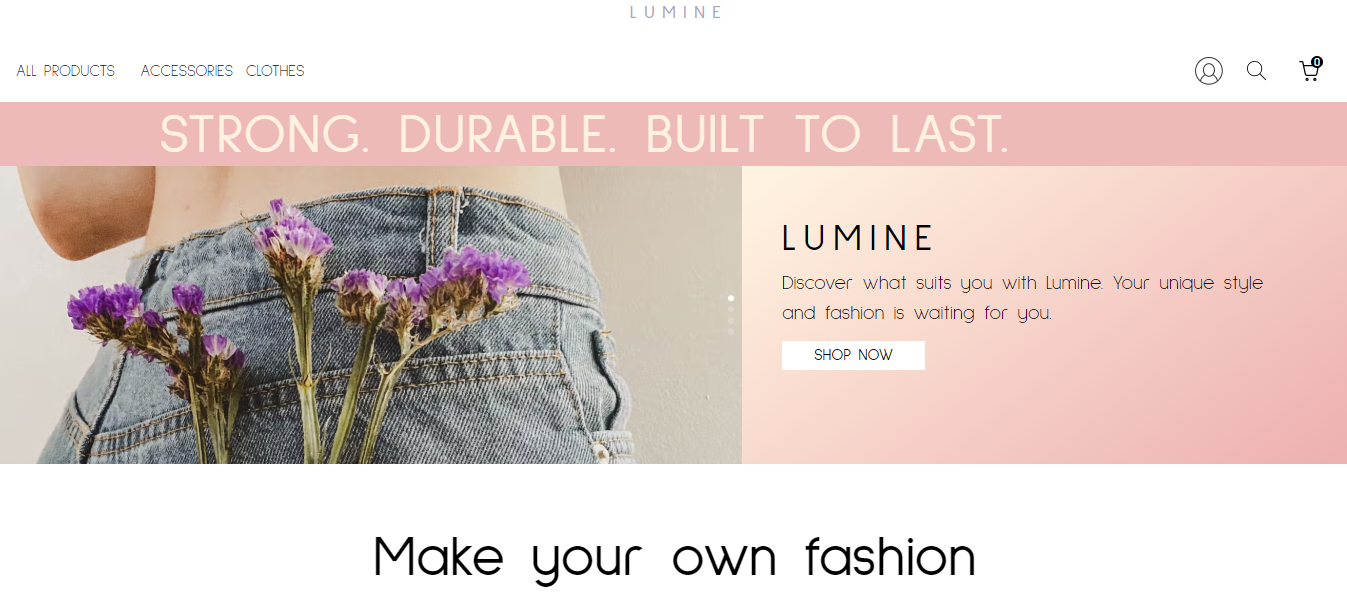 LUMINE
ALL PRODUCTS ACCESSORIES CLOTHES
0
STRONG. DURABLE. BUILT TO LAST.
LUMINE
Discover what suits you with Lumine. Your unique style
and fashion is waiting for you.
SHOP NOW
Make your own fashion